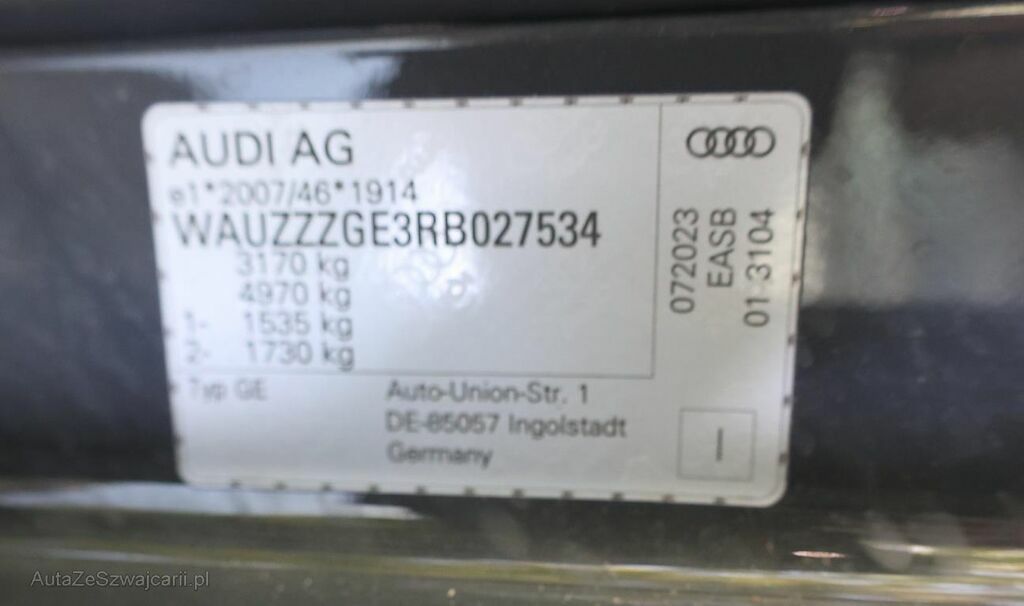 AUDI AG
e1*2007/46*1914
WAUZZZGE3RB027534
3170 kg
4970 kg
1- 1535 kg
2- 1730 kg
Typ GE
Auto-Union-Str. 1
DE-85057 Ingolstadt
Germany
072023
EASB
01 3104
AutaZeSzwajcarii.pl